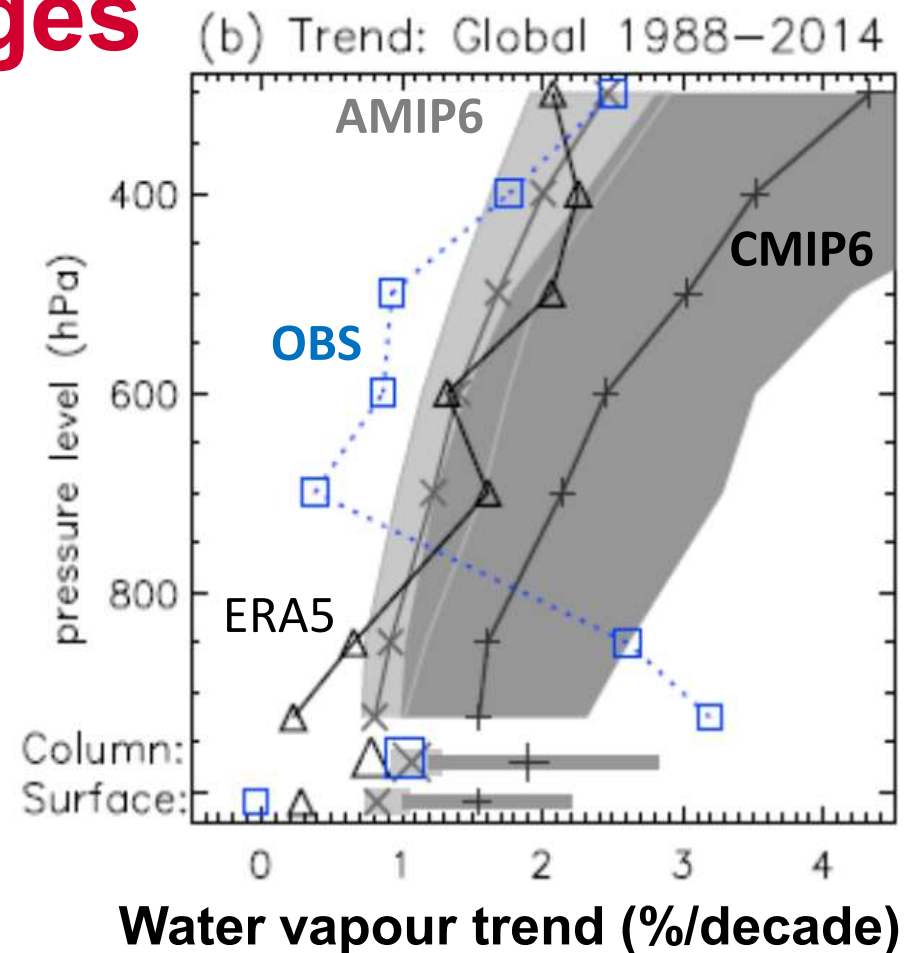 ges
(b) Trend: Global 1988−2014
AMIP6
400
CMIP6
OBS
600
pressure level (hPa)
800
ERA5
Column:
Surface:
0 1 2 3 4
Water vapour trend (%/decade)